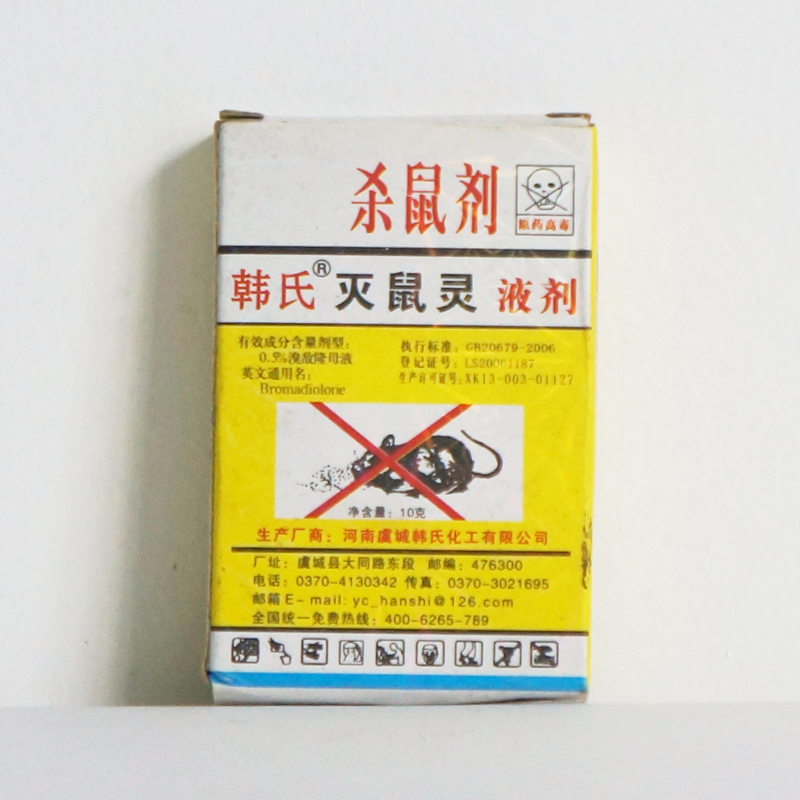 杀鼠剂
原药高毒
韩氏® 灭鼠灵 液剂
有效成分含量剂型:
0.5%溴敌隆母液
英文通用名:
Bromadiolone
执行标准: GB20679-2006
登记证号: LS20061187
生产许可证号: XK13-003-01127
净含量: 10克
生产厂商: 河南虞城韩氏化工有限公司
厂址: 虞城县大同路东段 邮编: 476300
电话: 0370-4130342 传真: 0370-3021695
邮箱E-mail: yc_hanshi@126.com
全国统一免费热线: 400-6265-789